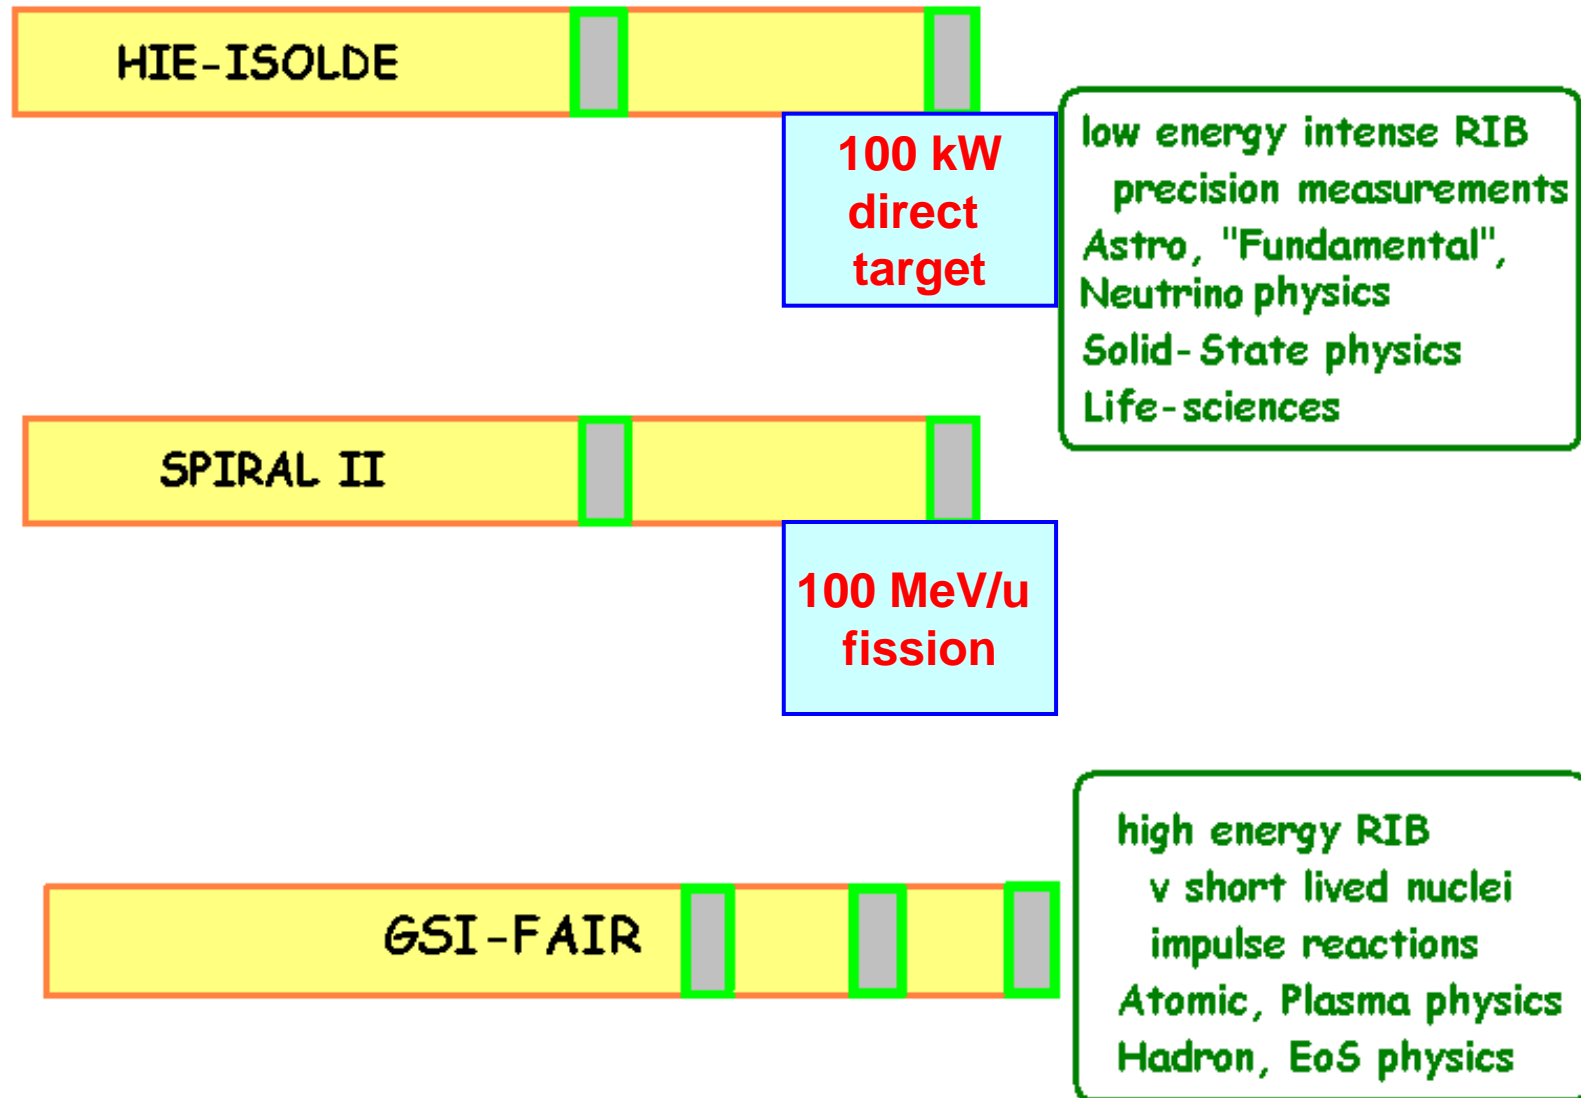 HIE-ISOLDE
100 kW
direct
target
low energy intense RIB
precision measurements
Astro, "Fundamental",
Neutrino physics
Solid-State physics
Life-sciences
SPIRAL II
100 MeV/u
fission
GSI-FAIR
high energy RIB
v short lived nuclei
impulse reactions
Atomic, Plasma physics
Hadron, EoS physics